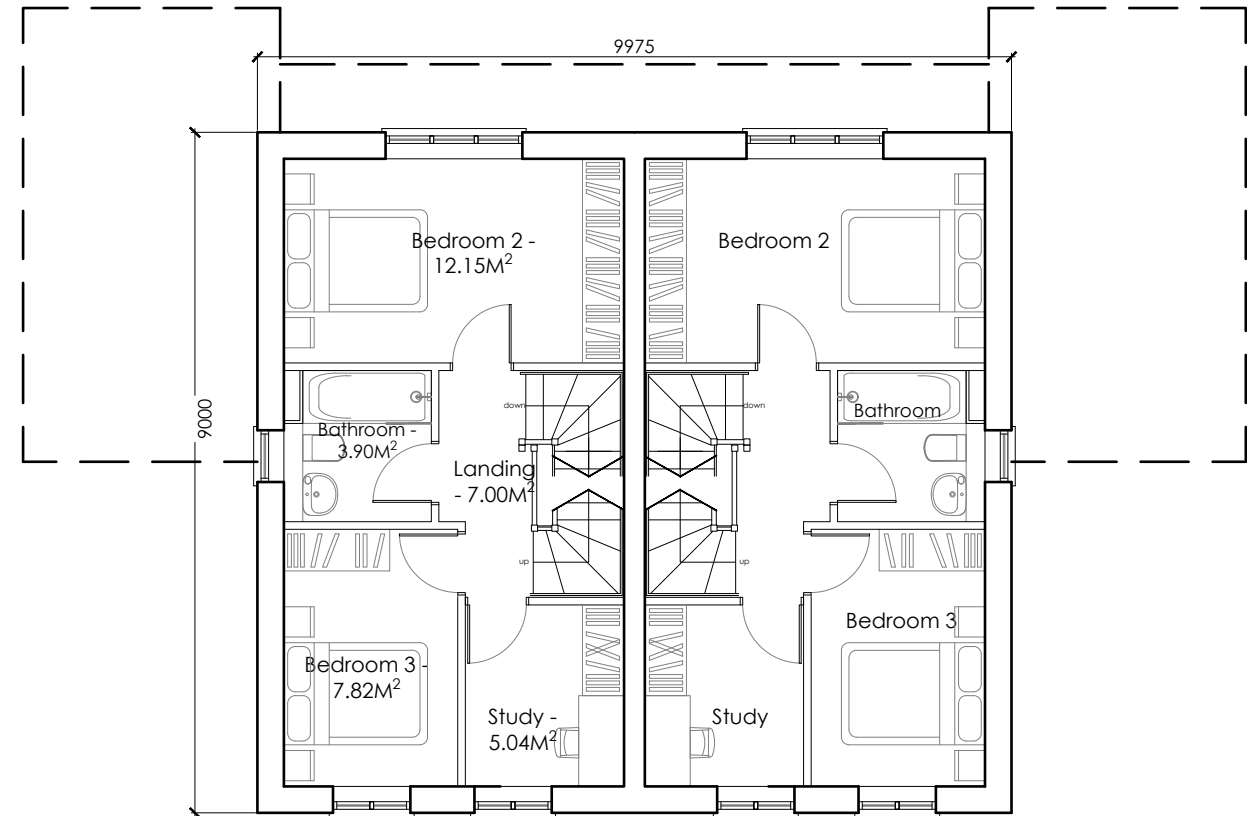 9975
9000
Bedroom 2 -
12.15M²
Bedroom 2
down
down
Bathroom -
3.90M²
Bathroom
Landing
- 7.00M²
up
up
Bedroom 3 -
7.82M²
Bedroom 3
Study -
5.04M²
Study